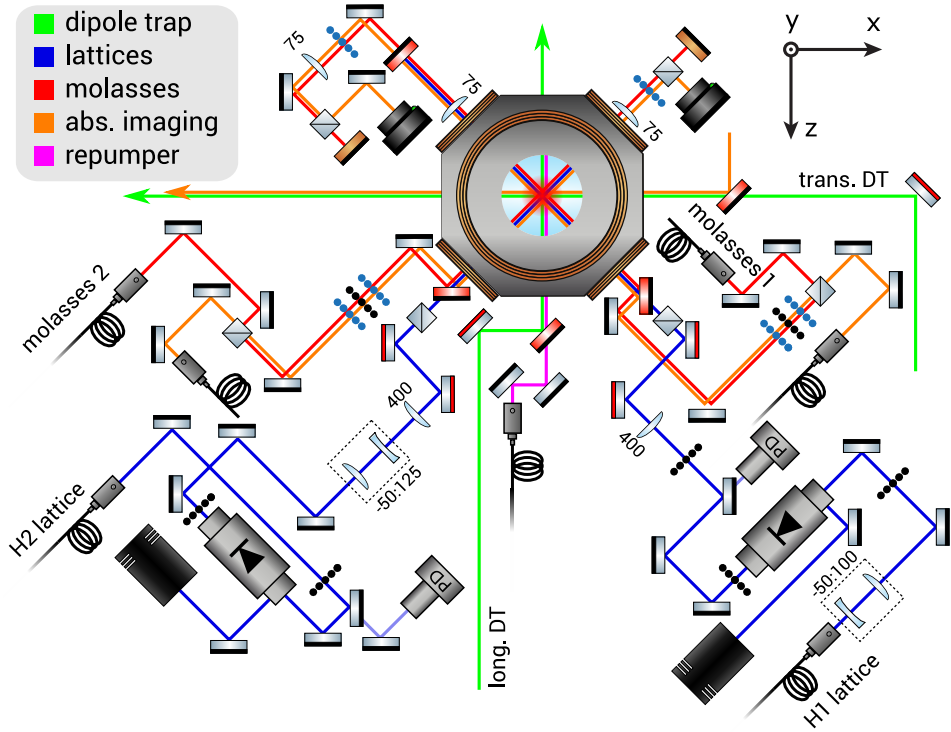 dipole trap
lattices
molasses
abs. imaging
repumper
75
75
75
y
x
z
trans. DT
molasses 1
molasses 2
400
-50:125
400
PD
H2 lattice
PD
-50:100
long. DT
H1 lattice